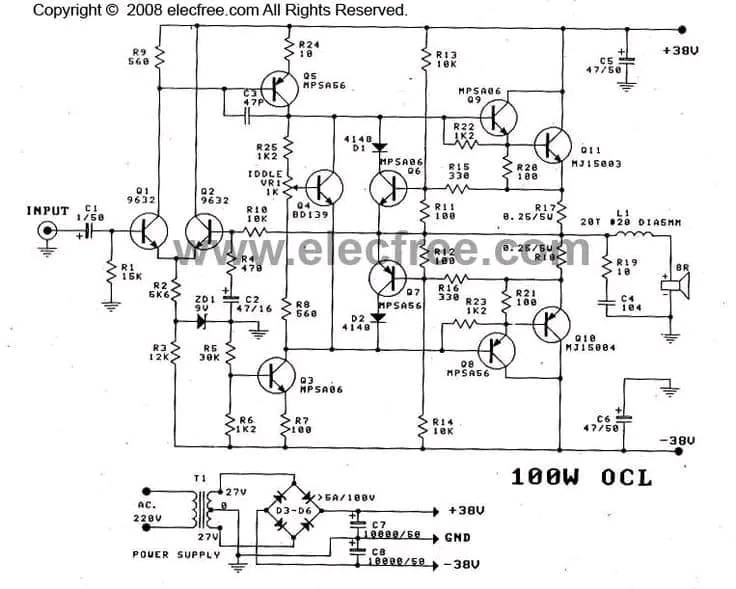 Copyright © 2008 elecfree.com All Rights Reserved.
R9
560
R24
10
Q5
MPSA56
C3
47P
R13
10K
+38V
C5
47/50
MPSA06
Q9
R22
1K2
Q11
MJ15003
R20
100
R25
1K2
4148
D1
MPSA06
Q6
R15
330
IDDLE
VR1
1K
Q4
BD139
Q1
9632
Q2
9632
R10
10K
R11
100
R17
0.25/5W
L1
20T #20 DIA5MM
INPUT
C1
1/50
www.elecfree.com
R1
15K
R2
5K6
R4
470
R12
100
0.25/5W
R18
R19
10
8R
ZD1
9V
C2
47/16
R8
560
Q7
MPSA56
R16
330
R23
1K2
R21
100
C4
104
D2
4148
R3
12K
R5
30K
Q10
MJ15004
Q3
MPSA06
Q8
MPSA56
R6
1K2
R7
100
R14
10K
C6
47/50
-38V
100W OCL
T1
27V
0
27V
AC.
220V
POWER SUPPLY
>5A/100V
D3-D6
C7
10000/50
C8
10000/50
+38V
GND
-38V